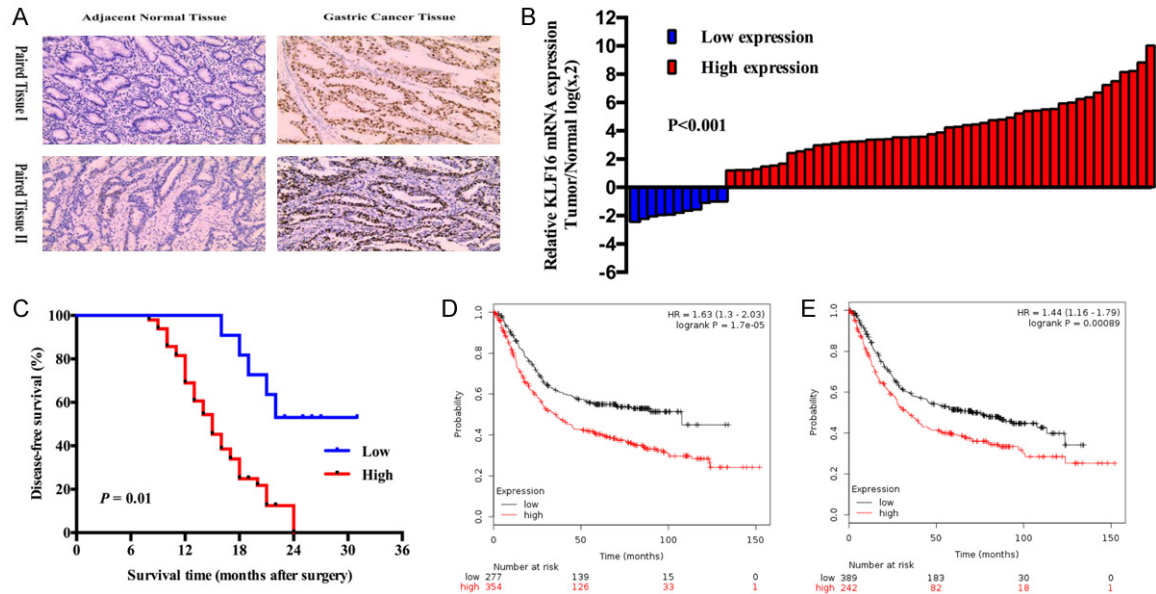 A
Adjacent Normal Tissue
Gastric Cancer Tissue
Paired Tissue I
Paired Tissue II
B
Relative KLF16 mRNA expression
Tumor/Normal log(x,2)
12
10
8
6
4
2
0
-2
-4
-6
Low expression
High expression
P<0.001
C
Disease-free survival (%)
100
80
60
40
20
0
Low
High
P = 0.01
0 6 12 18 24 30 36
Survival time (months after surgery)
D
HR = 1.63 (1.3 - 2.03)
logrank P = 1.7e-05
Probability
1.0
0.8
0.6
0.4
0.2
0.0
Expression
low
high
0 50 100 150
Time (months)
Number at risk
low 277 139 15 0
high 354 126 33 1
E
HR = 1.44 (1.16 - 1.79)
logrank P = 0.00089
Probability
1.0
0.8
0.6
0.4
0.2
0.0
Expression
low
high
0 50 100 150
Time (months)
Number at risk
low 389 183 30 0
high 242 82 18 1